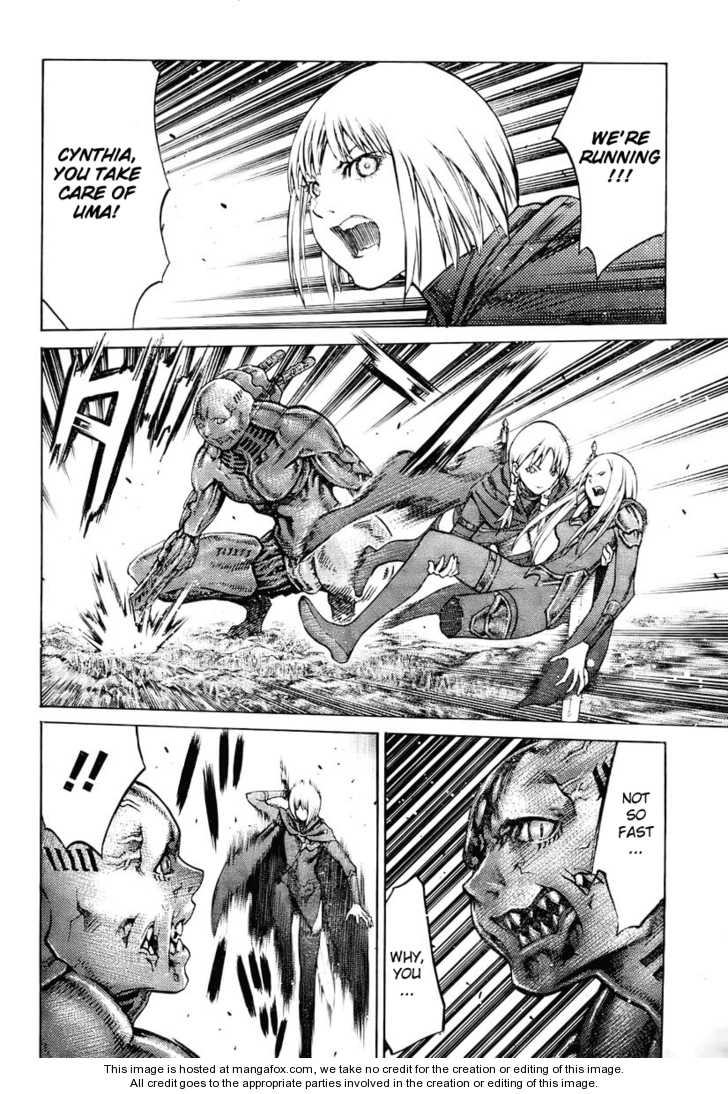 WE'RE
RUNNING
!!!
CYNTHIA,
YOU TAKE
CARE OF
UMA!
NOT
SO
FAST
...
WHY,
YOU
...
!!
This image is hosted at mangafox.com, we take no credit for the creation or editing of this image.
All credit goes to the appropriate parties involved in the creation or editing of this image.